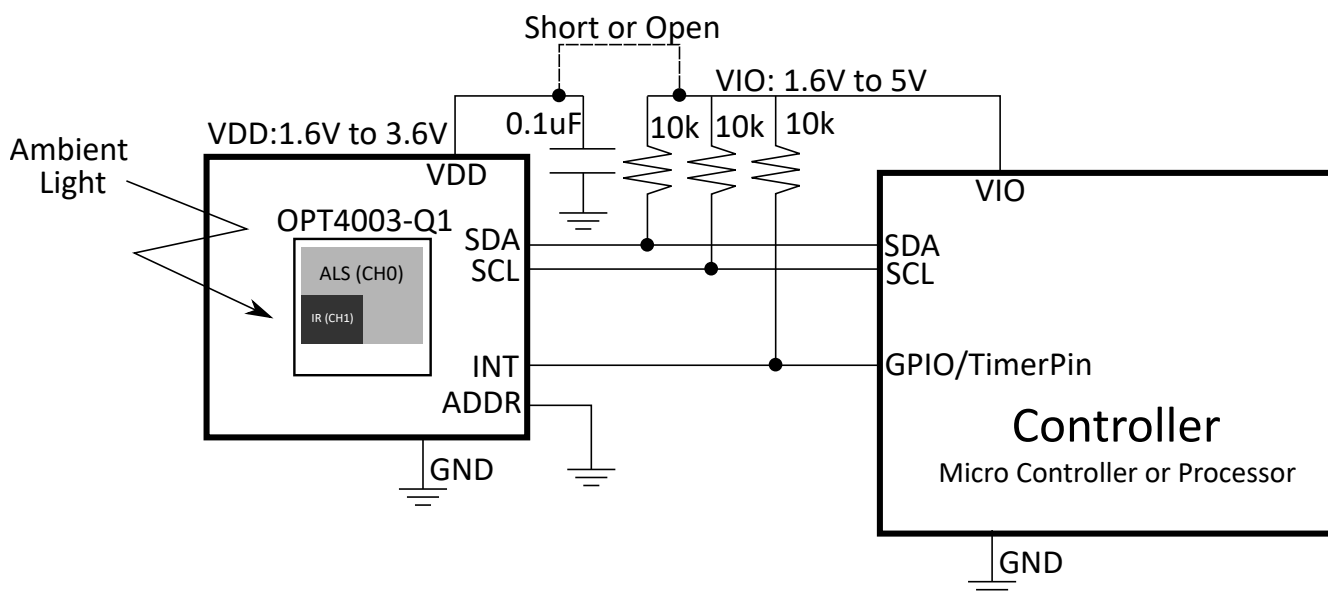 Short or Open
VIO: 1.6V to 5V
0.1uF
10k
10k
10k
VDD:1.6V to 3.6V
Ambient
Light
VDD
VIO
OPT4003-Q1
SDA
SCL
SDA
SCL
ALS (CH0)
IR (CH1)
INT
GPIO/TimerPin
ADDR
Controller
Micro Controller or Processor
GND
GND